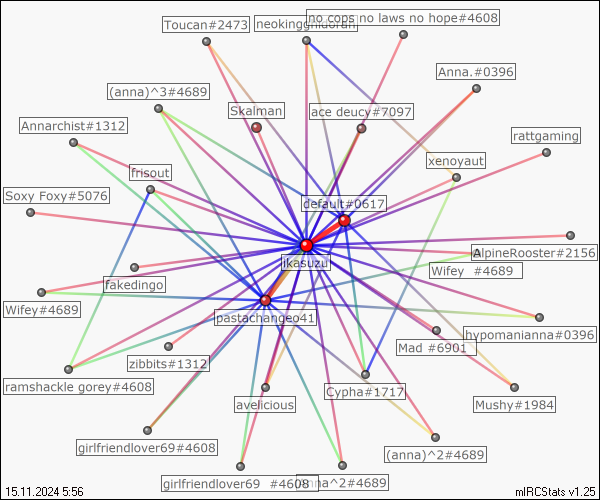 Toucan#2473
neokingghidorah
no cops no laws no hope#4608
Anna.#0396
(anna)^3#4689
Skalman
ace deucy#7097
Annarchist#1312
rattgaming
xenoyaut
frisout
Soxy Foxy#5076
default#0617
AlpineRooster#2156
ikasuzu
Wifey #4689
fakedingo
Wifey#4689
pastachangeo41
hypomanianna#0396
Mad #6901
zibbits#1312
ramshackle gorey#4608
Cypha#1717
avelicious
Mushy#1984
girlfriendlover69#4608
(anna)^2#4689
girlfriendlover69 #4608
nna^2#4689
15.11.2024 5:56
mIRCStats v1.25